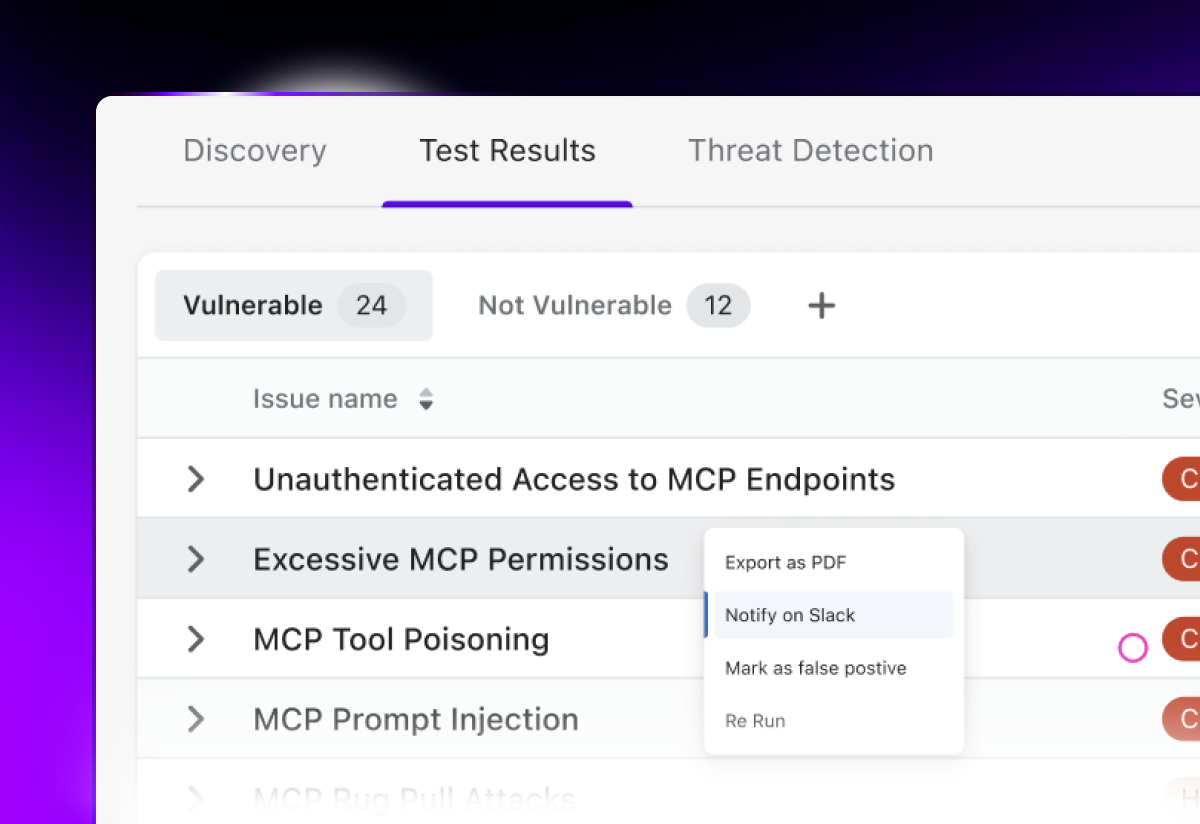 Discovery Test Results Threat Detection
Vulnerable 24 Not Vulnerable 12 +
Issue name Sev
Unauthenticated Access to MCP Endpoints C
Excessive MCP Permissions C
Export as PDF
Notify on Slack
MCP Tool Poisoning C
Mark as false postive
MCP Prompt Injection C
Re Run
MCP Rug Pull Attacks H